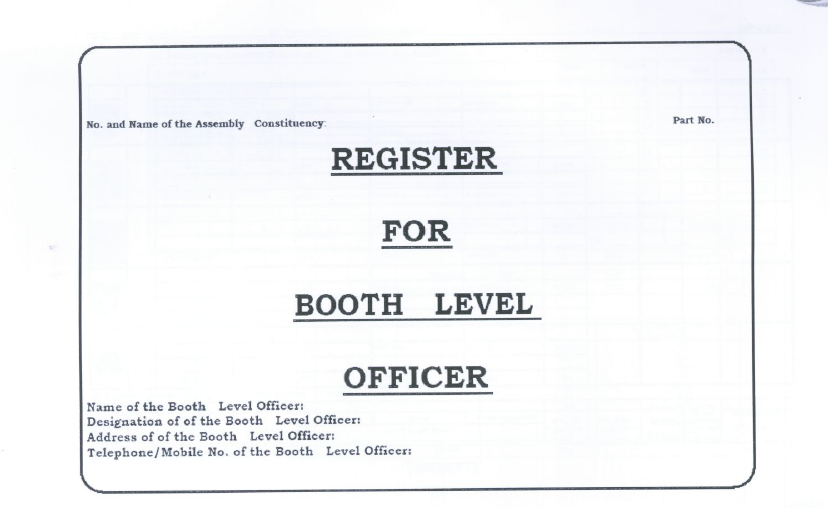 No. and Name of the Assembly Constituency:
Part No.
REGISTER
FOR
BOOTH LEVEL
OFFICER
Name of the Booth Level Officer:
Designation of of the Booth Level Officer:
Address of of the Booth Level Officer:
Telephone/Mobile No. of the Booth Level Officer: